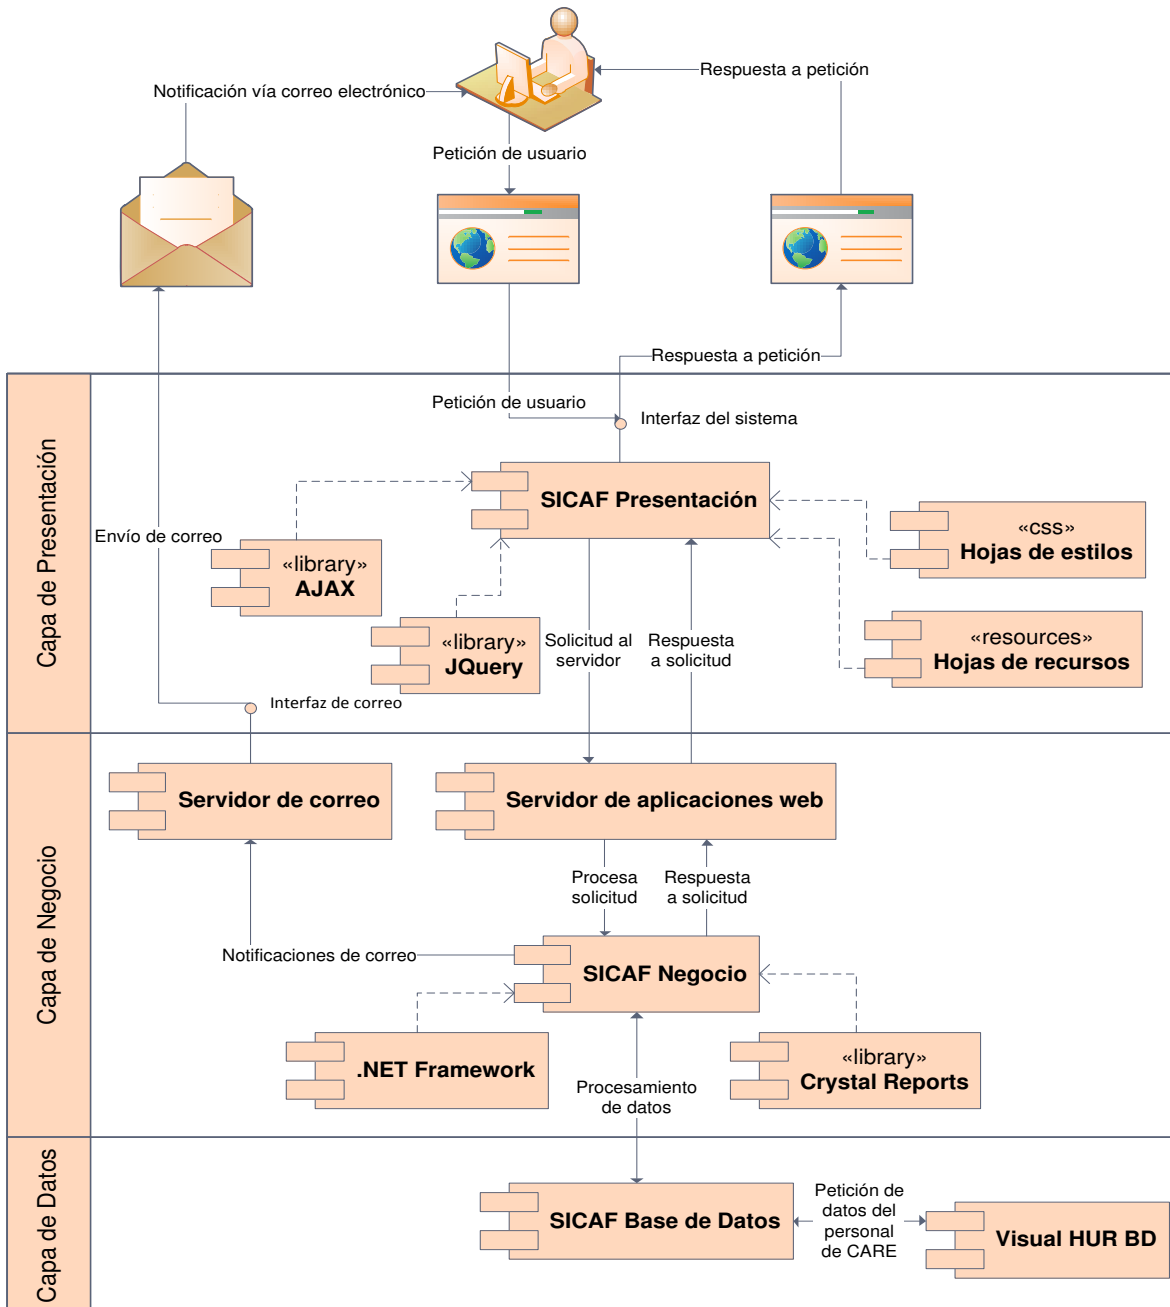 Respuesta a petición
Notificación vía correo electrónico
Petición de usuario
Respuesta a petición
Petición de usuario
Interfaz del sistema
Capa de Presentación
SICAF Presentación
Envío de correo
«css»
Hojas de estilos
«library»
AJAX
«library»
JQuery
Solicitud al
servidor
Respuesta
a solicitud
«resources»
Hojas de recursos
Interfaz de correo
Capa de Negocio
Servidor de correo
Servidor de aplicaciones web
Procesa
solicitud
Respuesta
a solicitud
Notificaciones de correo
SICAF Negocio
.NET Framework
«library»
Crystal Reports
Procesamiento
de datos
Capa de Datos
SICAF Base de Datos
Petición de
datos del
personal
de CARE
Visual HUR BD